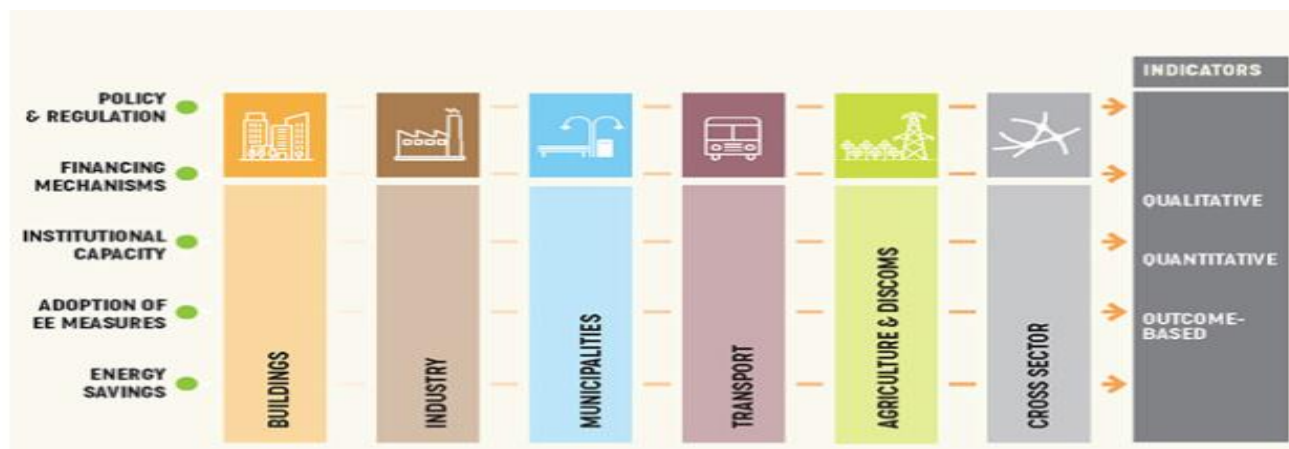 INDICATORS
POLICY
& REGULATION
FINANCING
MECHANISMS
INSTITUTIONAL
CAPACITY
ADOPTION OF
EE MEASURES
ENERGY
SAVINGS
BUILDINGS
INDUSTRY
MUNICIPALITIES
TRANSPORT
AGRICULTURE & DISCOMS
CROSS SECTOR
QUALITATIVE
QUANTITATIVE
OUTCOME-
BASED